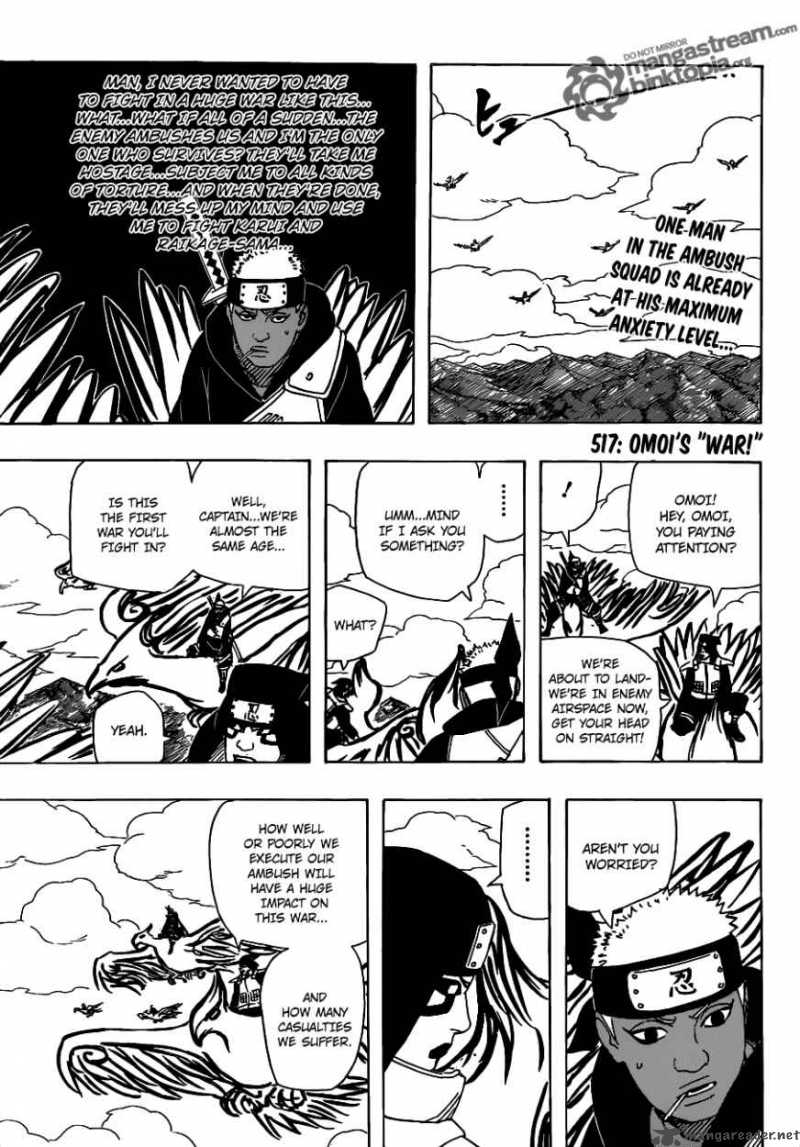 DO NOT MIRROR
mangastream.com
binktopia.org
ヒュ
ONE MAN
IN THE AMBUSH
SQUAD IS ALREADY
AT HIS MAXIMUM
ANXIETY LEVEL...
MAN, I NEVER WANTED TO HAVE
TO FIGHT IN A HUGE WAR LIKE THIS...
WHAT...WHAT IF ALL OF A SUDDEN...THE
ENEMY AMBUSHES US AND I'M THE ONLY
ONE WHO SURVIVES? THEY'LL TAKE ME
HOSTAGE...SUBJECT ME TO ALL KINDS
OF TORTURE...AND WHEN THEY'RE DONE,
THEY'LL MESS UP MY MIND AND USE
ME TO FIGHT KARUI AND
RAIKAGE-SAMA...
忍
517: OMOI'S "WAR!"
OMOI!
HEY, OMOI,
YOU PAYING
ATTENTION?
!
WE'RE
ABOUT TO LAND-
WE'RE IN ENEMY
AIRSPACE NOW,
GET YOUR HEAD
ON STRAIGHT!
........
UMM...MIND
IF I ASK YOU
SOMETHING?
WHAT?
WELL,
CAPTAIN...WE'RE
ALMOST THE
SAME AGE...
IS THIS
THE FIRST
WAR YOU'LL
FIGHT IN?
YEAH.
忍
AREN'T YOU
WORRIED?
忍
........
HOW WELL
OR POORLY WE
EXECUTE OUR
AMBUSH WILL
HAVE A HUGE
IMPACT ON
THIS WAR...
AND
HOW MANY
CASUALTIES
WE SUFFER.
mangareader.net